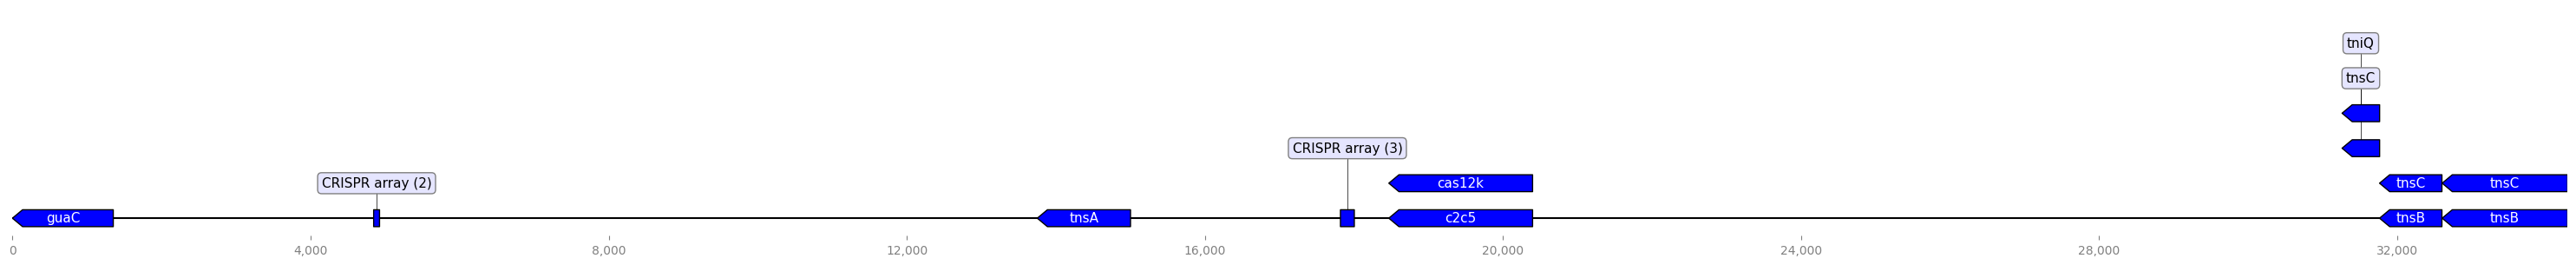 tniQ
tnsC
CRISPR array (3)
CRISPR array (2)
cas12k
tnsC
tnsC
guaC
tnsA
c2c5
tnsB
tnsB
0
4,000
8,000
12,000
16,000
20,000
24,000
28,000
32,000